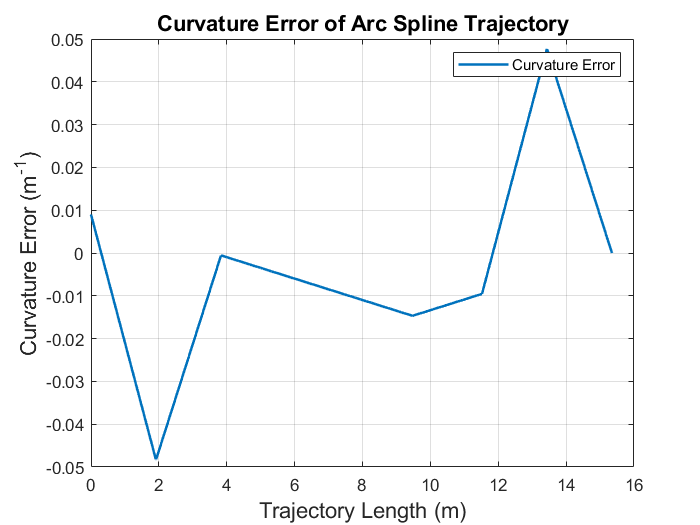 Curvature Error of Arc Spline Trajectory
Curvature Error
0.05
0.04
0.03
0.02
0.01
0
-0.01
-0.02
-0.03
-0.04
-0.05
Curvature Error (m⁻¹)
0 2 4 6 8 10 12 14 16
Trajectory Length (m)